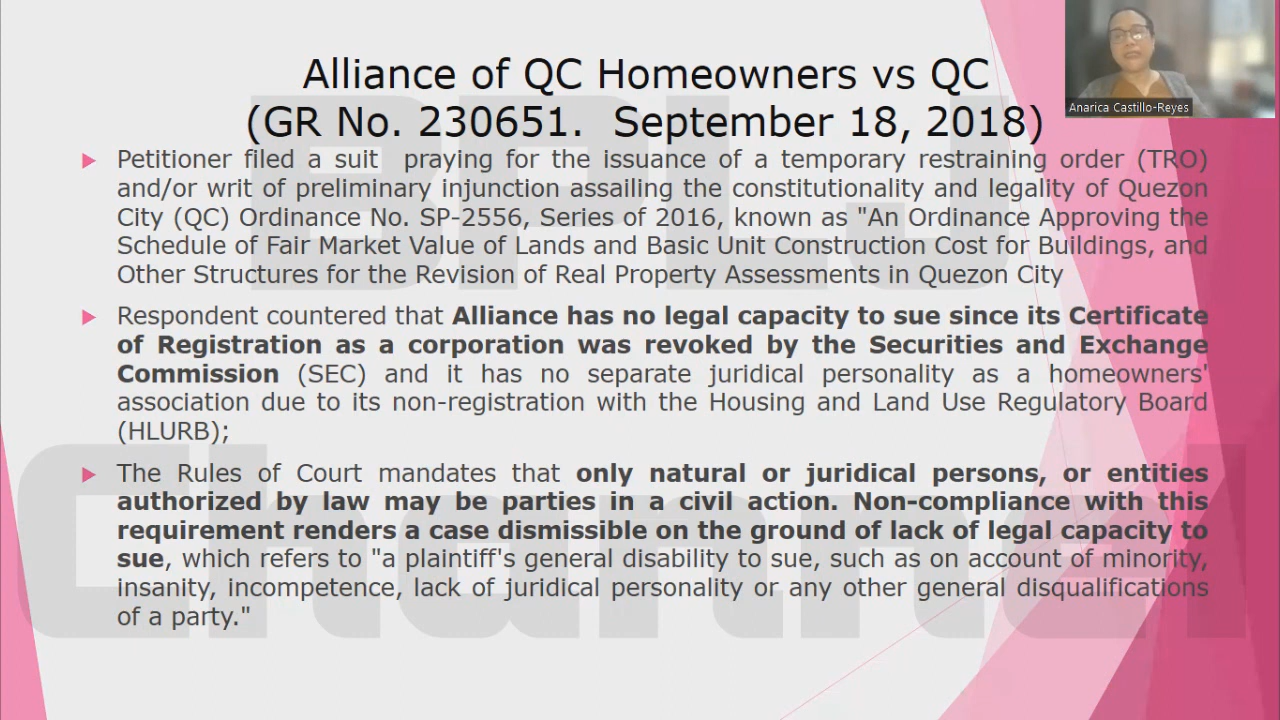 Alliance of QC Homeowners vs QC
(GR No. 230651. September 18, 2018)
Anarica Castillo-Reyes
Petitioner filed a suit praying for the issuance of a temporary restraining order (TRO)
and/or writ of preliminary injunction assailing the constitutionality and legality of Quezon
City (QC) Ordinance No. SP-2556, Series of 2016, known as "An Ordinance Approving the
Schedule of Fair Market Value of Lands and Basic Unit Construction Cost for Buildings, and
Other Structures for the Revision of Real Property Assessments in Quezon City
Respondent countered that Alliance has no legal capacity to sue since its Certificate
of Registration as a corporation was revoked by the Securities and Exchange
Commission (SEC) and it has no separate juridical personality as a homeowners'
association due to its non-registration with the Housing and Land Use Regulatory Board
(HLURB);
The Rules of Court mandates that only natural or juridical persons, or entities
authorized by law may be parties in a civil action. Non-compliance with this
requirement renders a case dismissible on the ground of lack of legal capacity to
sue, which refers to "a plaintiff's general disability to sue, such as on account of minority,
insanity, incompetence, lack of juridical personality or any other general disqualifications
of a party."
BPLJ
Channel